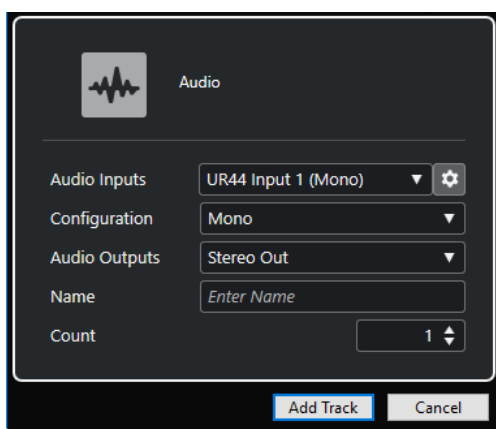 Audio
Audio Inputs UR44 Input 1 (Mono)
Configuration Mono
Audio Outputs Stereo Out
Name Enter Name
Count 1
Add Track Cancel